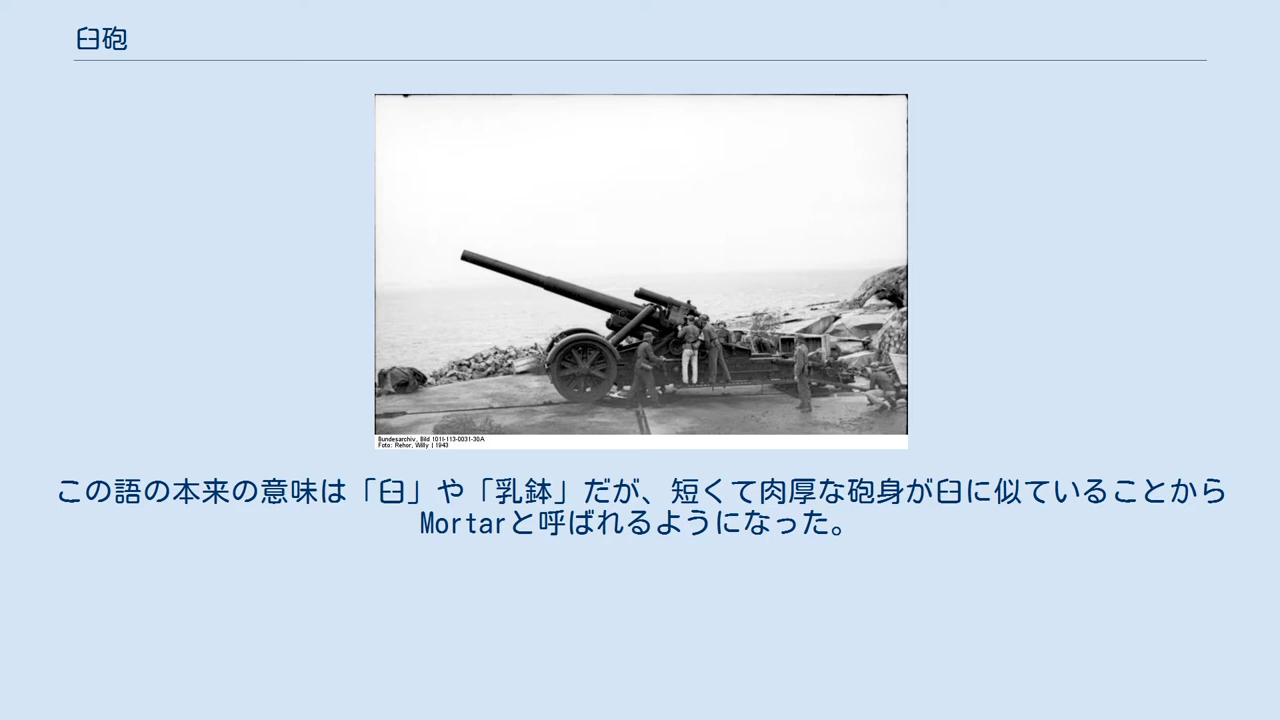 臼砲
Bundesarchiv, Bild 101I-113-0031-30A
Foto: Rehor, Willy | 1943
この語の本来の意味は「臼」や「乳鉢」だが、短くて肉厚な砲身が臼に似ていることから
Mortarと呼ばれるようになった。